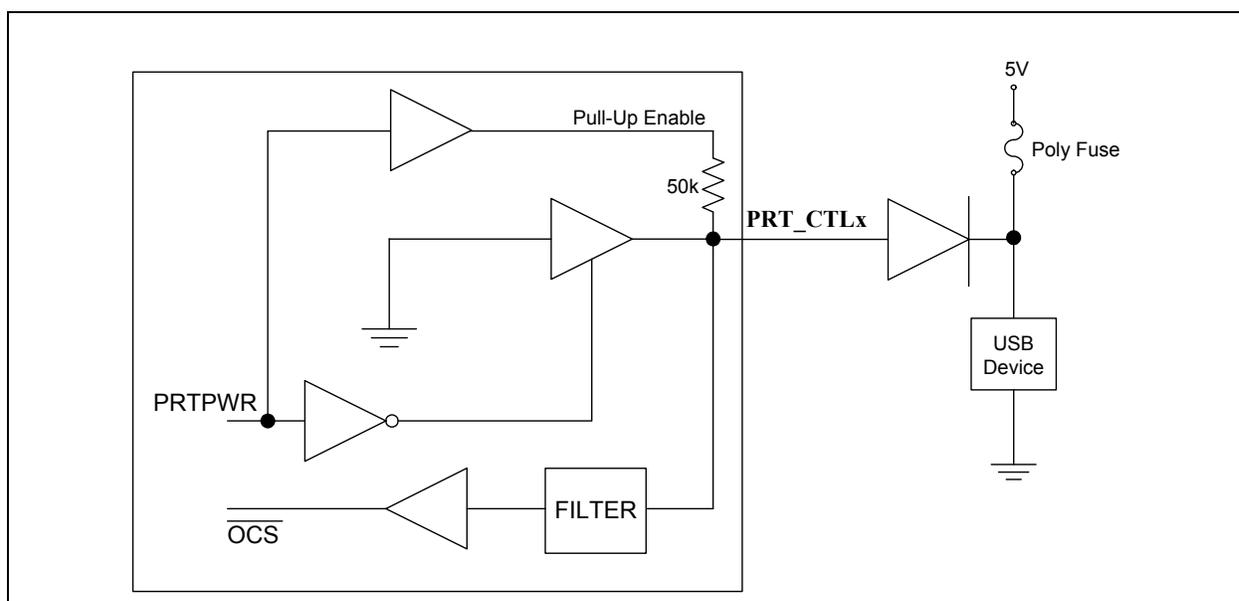 5V
Poly Fuse
Pull-Up Enable
50k
PRT_CTLx
USB
Device
PRTPWR
FILTER
OCS